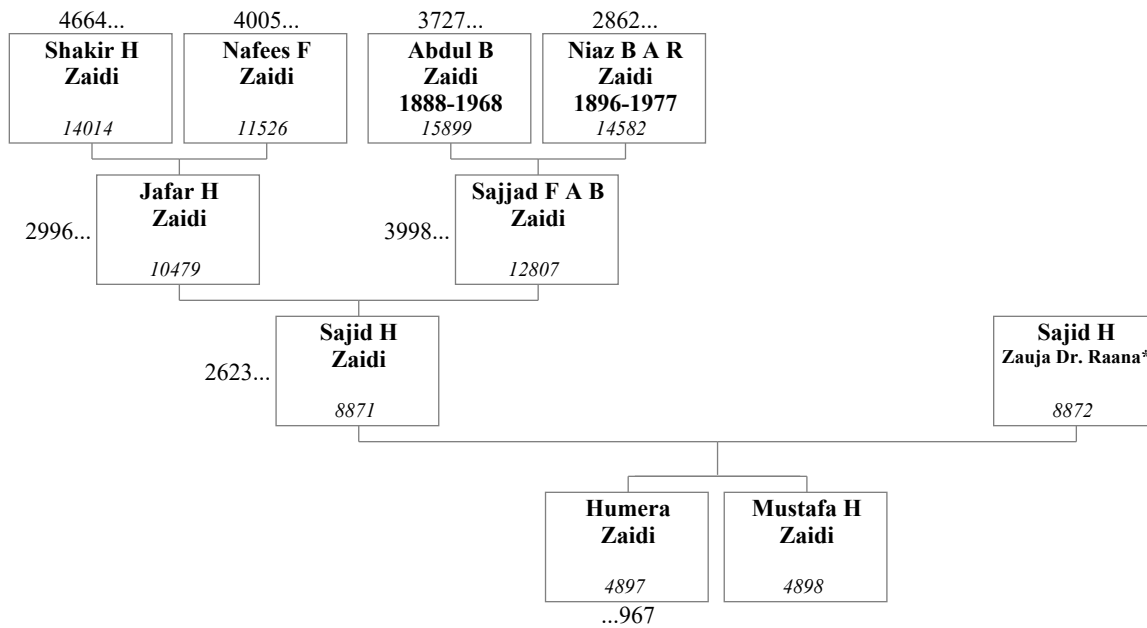 4664...
4005...
3727...
2862...
Shakir H
Zaidi
14014
Nafees F
Zaidi
11526
Abdul B
Zaidi
1888-1968
15899
Niaz B A R
Zaidi
1896-1977
14582
2996...
Jafar H
Zaidi
10479
3998...
Sajjad F A B
Zaidi
12807
2623...
Sajid H
Zaidi
8871
Sajid H
Zauja Dr. Raana*
8872
Humera
Zaidi
4897
...967
Mustafa H
Zaidi
4898